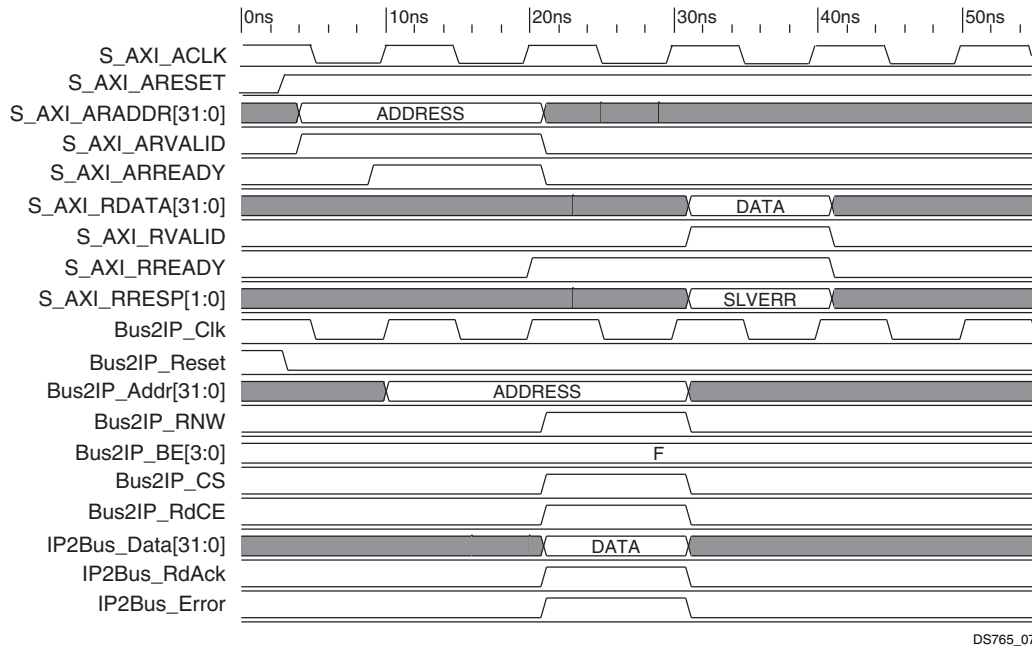 0ns 10ns 20ns 30ns 40ns 50ns
S_AXI_ACLK
S_AXI_ARESET
S_AXI_ARADDR[31:0] ADDRESS
S_AXI_ARVALID
S_AXI_ARREADY
S_AXI_RDATA[31:0] DATA
S_AXI_RVALID
S_AXI_RREADY
S_AXI_RRESP[1:0] SLVERR
Bus2IP_Clk
Bus2IP_Reset
Bus2IP_Addr[31:0] ADDRESS
Bus2IP_RNW
Bus2IP_BE[3:0] F
Bus2IP_CS
Bus2IP_RdCE
IP2Bus_Data[31:0] DATA
IP2Bus_RdAck
IP2Bus_Error
DS765_07